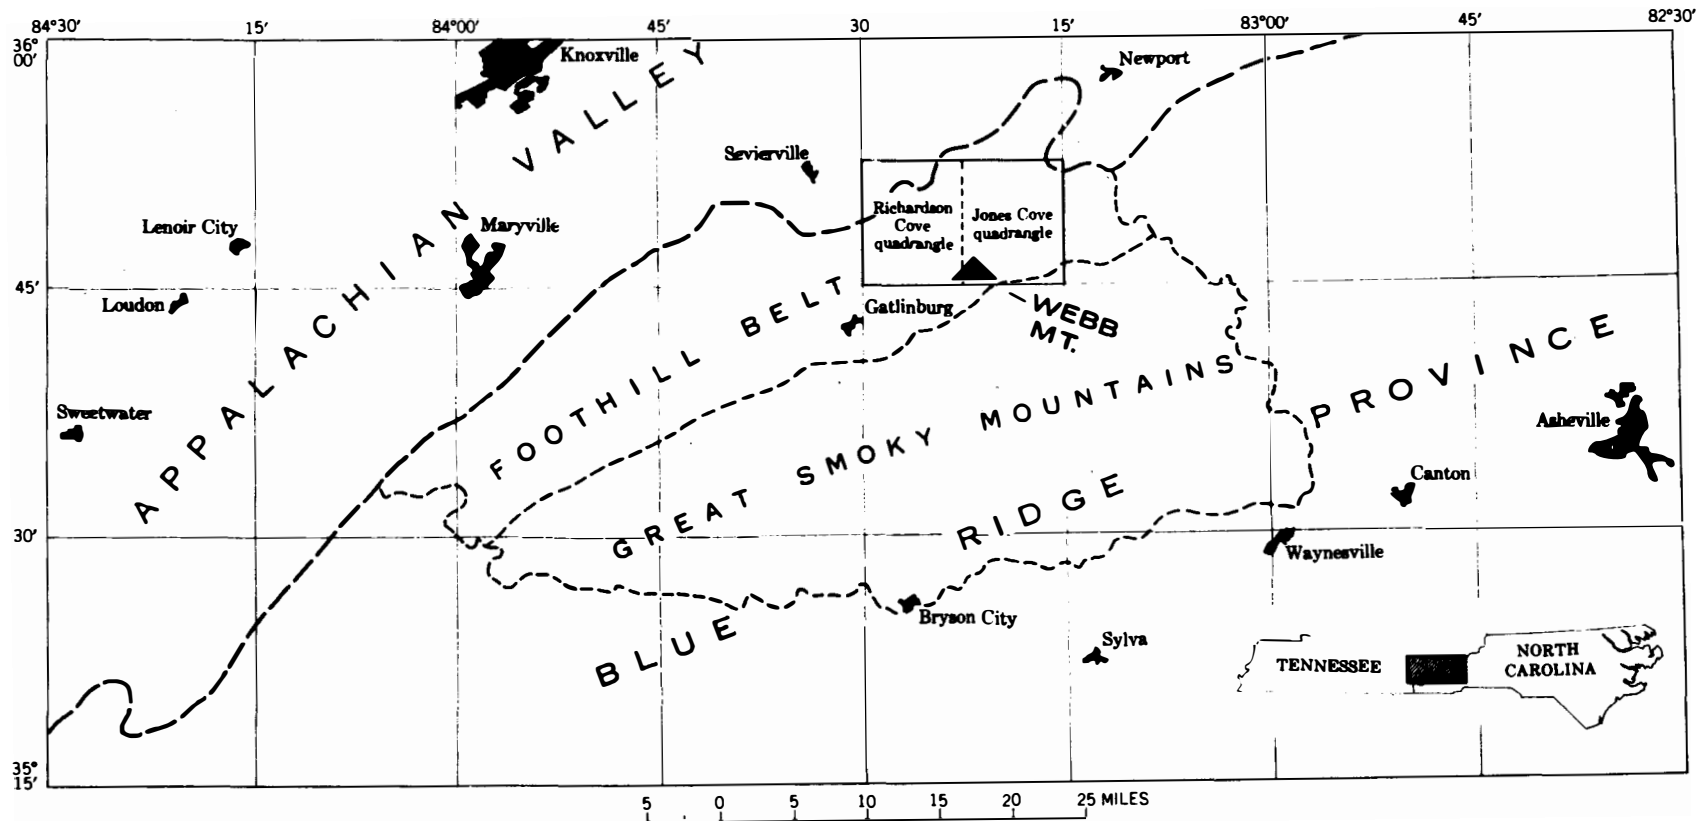 84°30′ 15′ 84°00′ 45′ 30 15′ 83°00′ 45′ 82°30′
36°
00′
Knoxville
Newport
APPALACHIAN VALLEY
Sevierville
Richardson
Cove
quadrangle
Jones Cove
quadrangle
Lenoir City
Maryville
45′
Loudon
Gatlinburg
WEBB
MT.
FOOTHILL BELT
Sweetwater
GREAT SMOKY MOUNTAINS
Asheville
Canton
30′
BLUE RIDGE PROVINCE
Waynesville
Bryson City
Sylva
TENNESSEE
NORTH
CAROLINA
35°
15′
5 0 5 10 15 20 25 MILES